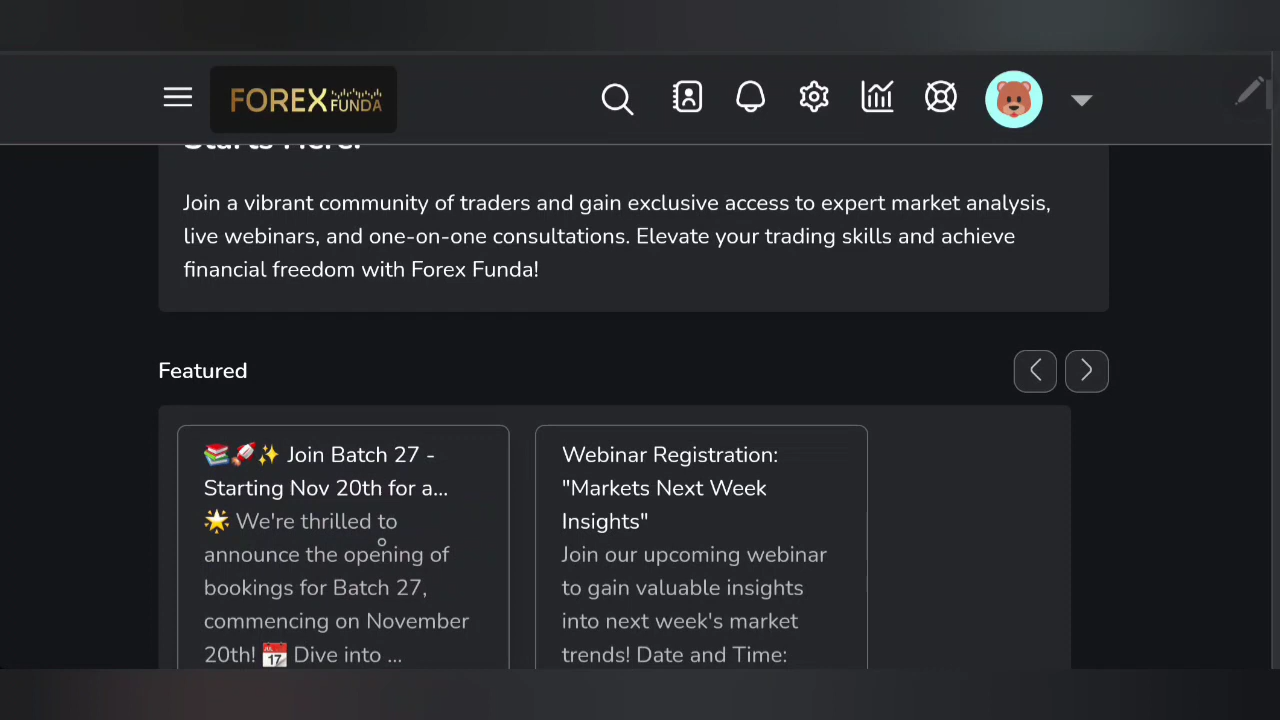 FOREX FUNDA
Starts Here!
Join a vibrant community of traders and gain exclusive access to expert market analysis,
live webinars, and one-on-one consultations. Elevate your trading skills and achieve
financial freedom with Forex Funda!
Featured
📚🚀✨ Join Batch 27 -
Starting Nov 20th for a...
🌟 We're thrilled to
announce the opening of
bookings for Batch 27,
commencing on November
20th! 📅 Dive into ...
Webinar Registration:
"Markets Next Week
Insights"
Join our upcoming webinar
to gain valuable insights
into next week's market
trends! Date and Time: